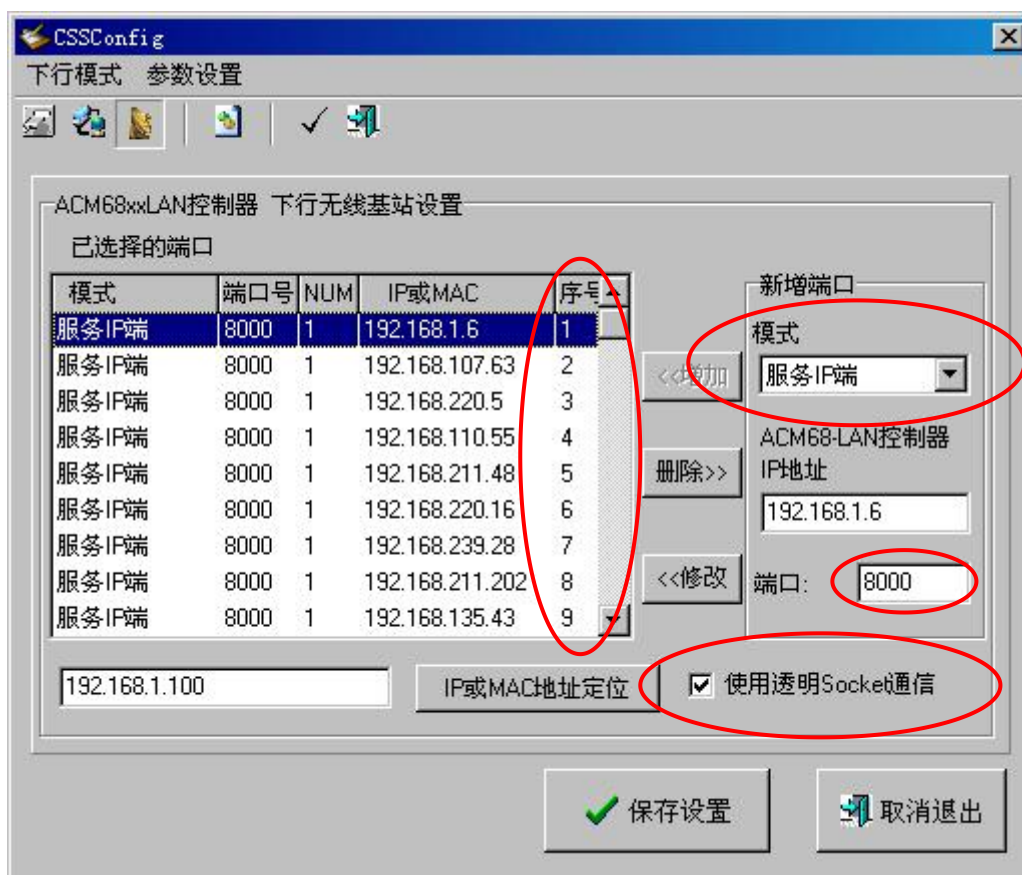 CSSConfig
下行模式 参数设置
ACM68xxLAN控制器 下行无线基站设置
已选择的端口
模式 端口号 NUM IP或MAC 序号
服务IP端 8000 1 192.168.1.6 1
服务IP端 8000 1 192.168.107.63 2
服务IP端 8000 1 192.168.220.5 3
服务IP端 8000 1 192.168.110.55 4
服务IP端 8000 1 192.168.211.48 5
服务IP端 8000 1 192.168.220.16 6
服务IP端 8000 1 192.168.239.28 7
服务IP端 8000 1 192.168.211.202 8
服务IP端 8000 1 192.168.135.43 9
<<增加
删除>>
<<修改
新增端口
模式
服务IP端
ACM68-LAN控制器
IP地址
192.168.1.6
端口: 8000
192.168.1.100 IP或MAC地址定位 使用透明Socket通信
保存设置 取消退出